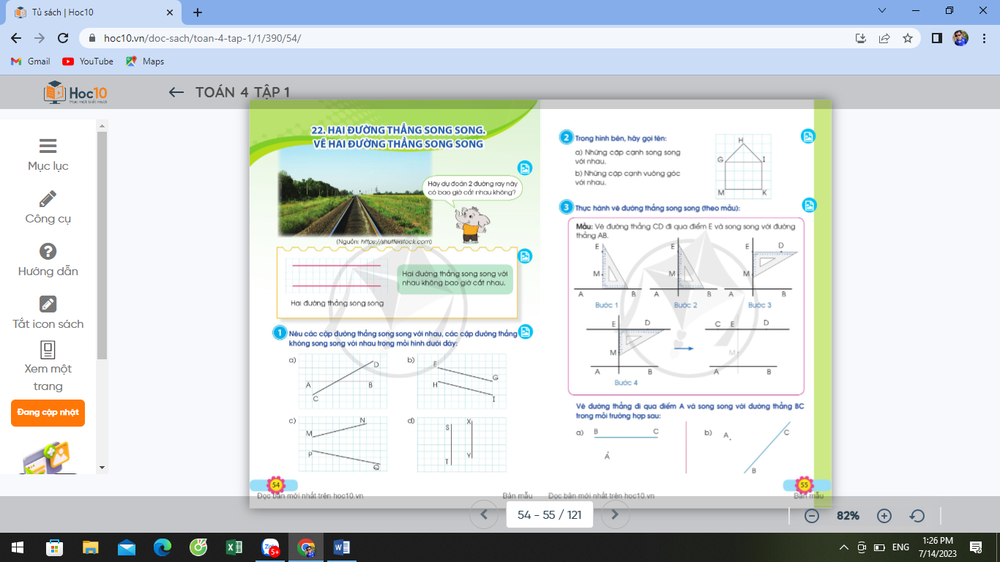 Tủ sách | Hoc10
hoc10.vn/doc-sach/toan-4-tap-1/1/390/54/
Gmail
YouTube
Maps
Hoc10
Học một biết mười
TOÁN 4 TẬP 1
Mục lục
Công cụ
Hướng dẫn
Tắt icon sách
Xem một
trang
Đang cập nhật
22. HAI ĐƯỜNG THẲNG SONG SONG.
VẼ HAI ĐƯỜNG THẲNG SONG SONG
Hãy dự đoán 2 đường ray này
có bao giờ cắt nhau không?
(Nguồn: https://shutterstock.com)
Hai đường thẳng song song với
nhau không bao giờ cắt nhau.
Hai đường thẳng song song
1 Nêu các cặp đường thẳng song song với nhau, các cặp đường thẳng
không song song với nhau trong mỗi hình dưới đây:
a) A B C D
b) E G H I
c) M N P Q
d) S T X Y
54
Đọc bản mới nhất trên hoc10.vn
Bản mẫu
2 Trong hình bên, hãy gọi tên:
a) Những cặp cạnh song song
với nhau.
b) Những cặp cạnh vuông góc
với nhau.
H
G I
M K
3 Thực hành vẽ đường thẳng song song (theo mẫu):
Mẫu: Vẽ đường thẳng CD đi qua điểm E và song song với đường
thẳng AB.
E M A B
Bước 1
E M A B
Bước 2
E D M A B
Bước 3
E D M A B
Bước 4
C E D M A B
Vẽ đường thẳng đi qua điểm A và song song với đường thẳng BC
trong mỗi trường hợp sau:
a) B C A
b) A C B
55
Đọc bản mới nhất trên hoc10.vn
Bản mẫu
54 - 55 / 121
82%
Zalo
5+
ENG
1:26 PM
7/14/2023